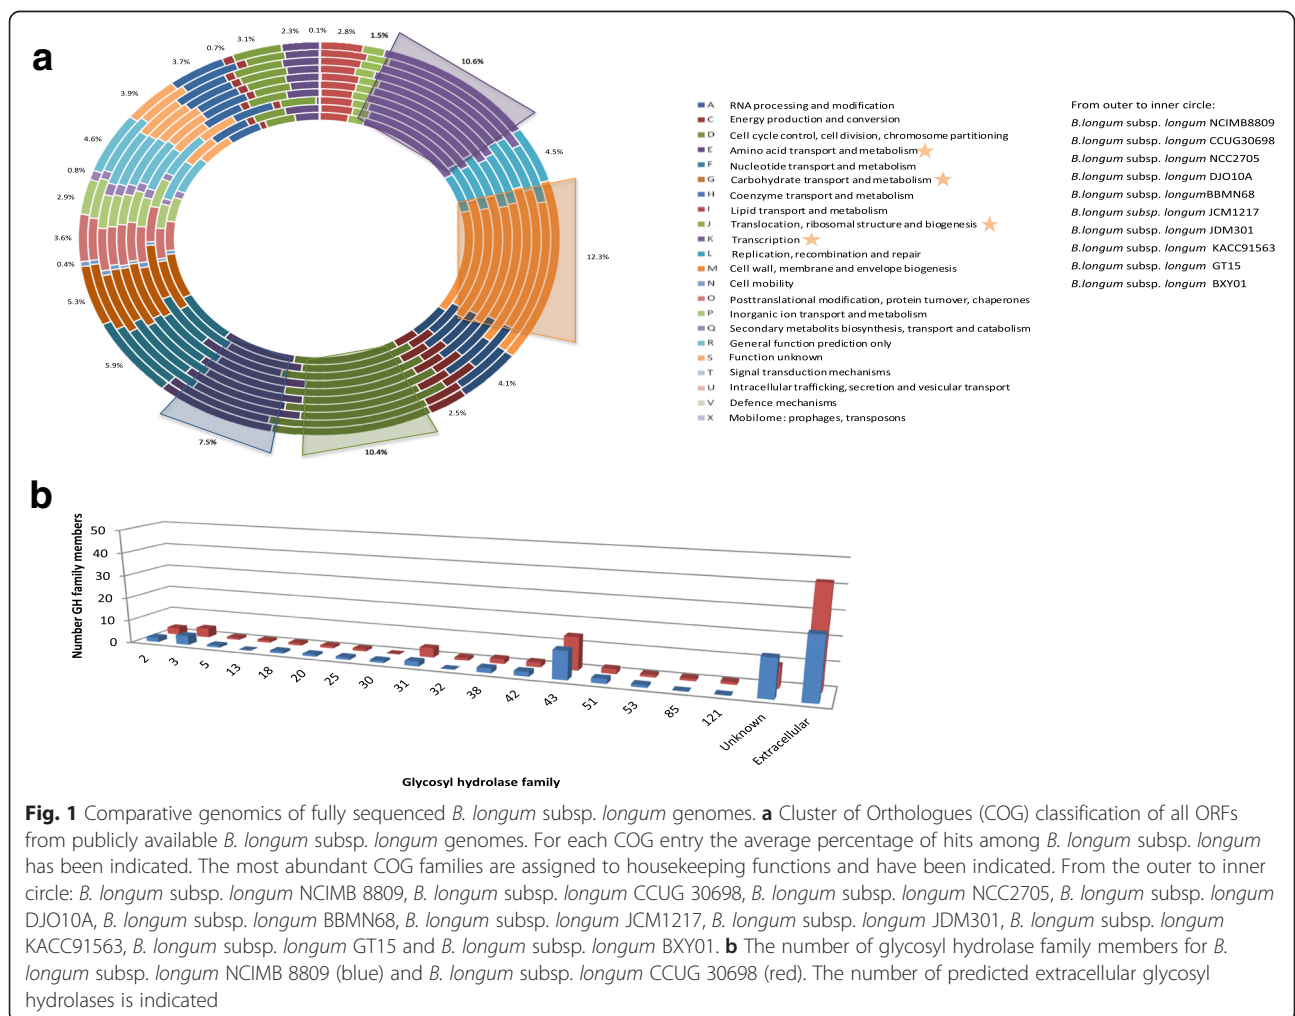 a
0.7%
3.1%
2.3%
0.1%
2.8%
1.5%
3.7%
10.6%
3.9%
4.6%
4.5%
0.8%
2.9%
3.6%
12.3%
0.4%
5.3%
5.9%
4.1%
2.5%
7.5%
10.4%
A RNA processing and modification
C Energy production and conversion
D Cell cycle control, cell division, chromosome partitioning
E Amino acid transport and metabolism
F Nucleotide transport and metabolism
G Carbohydrate transport and metabolism
H Coenzyme transport and metabolism
I Lipid transport and metabolism
J Translocation, ribosomal structure and biogenesis
K Transcription
L Replication, recombination and repair
M Cell wall, membrane and envelope biogenesis
N Cell mobility
O Posttranslational modification, protein turnover, chaperones
P Inorganic ion transport and metabolism
Q Secondary metabolits biosynthesis, transport and catabolism
R General function prediction only
S Function unknown
T Signal transduction mechanisms
U Intracellular trafficking, secretion and vesicular transport
V Defence mechanisms
X Mobilome: prophages, transposons
From outer to inner circle:
B.longum subsp. longum NCIMB8809
B.longum subsp. longum CCUG30698
B.longum subsp. longum NCC2705
B.longum subsp. longum DJO10A
B.longum subsp. longumBBMN68
B.longum subsp. longum JCM1217
B.longum subsp. longum JDM301
B.longum subsp. longum KACC91563
B.longum subsp. longum GT15
B.longum subsp. longum BXY01
b
Number GH family members
50
40
30
20
10
0
2
3
5
13
18
20
25
30
31
32
38
42
43
51
53
85
121
Unknown
Extracellular
Glycosyl hydrolase family
Fig. 1 Comparative genomics of fully sequenced B. longum subsp. longum genomes. a Cluster of Orthologues (COG) classification of all ORFs
from publicly available B. longum subsp. longum genomes. For each COG entry the average percentage of hits among B. longum subsp. longum
has been indicated. The most abundant COG families are assigned to housekeeping functions and have been indicated. From the outer to inner
circle: B. longum subsp. longum NCIMB 8809, B. longum subsp. longum CCUG 30698, B. longum subsp. longum NCC2705, B. longum subsp. longum
DJO10A, B. longum subsp. longum BBMN68, B. longum subsp. longum JCM1217, B. longum subsp. longum JDM301, B. longum subsp. longum
KACC91563, B. longum subsp. longum GT15 and B. longum subsp. longum BXY01. b The number of glycosyl hydrolase family members for B.
longum subsp. longum NCIMB 8809 (blue) and B. longum subsp. longum CCUG 30698 (red). The number of predicted extracellular glycosyl
hydrolases is indicated